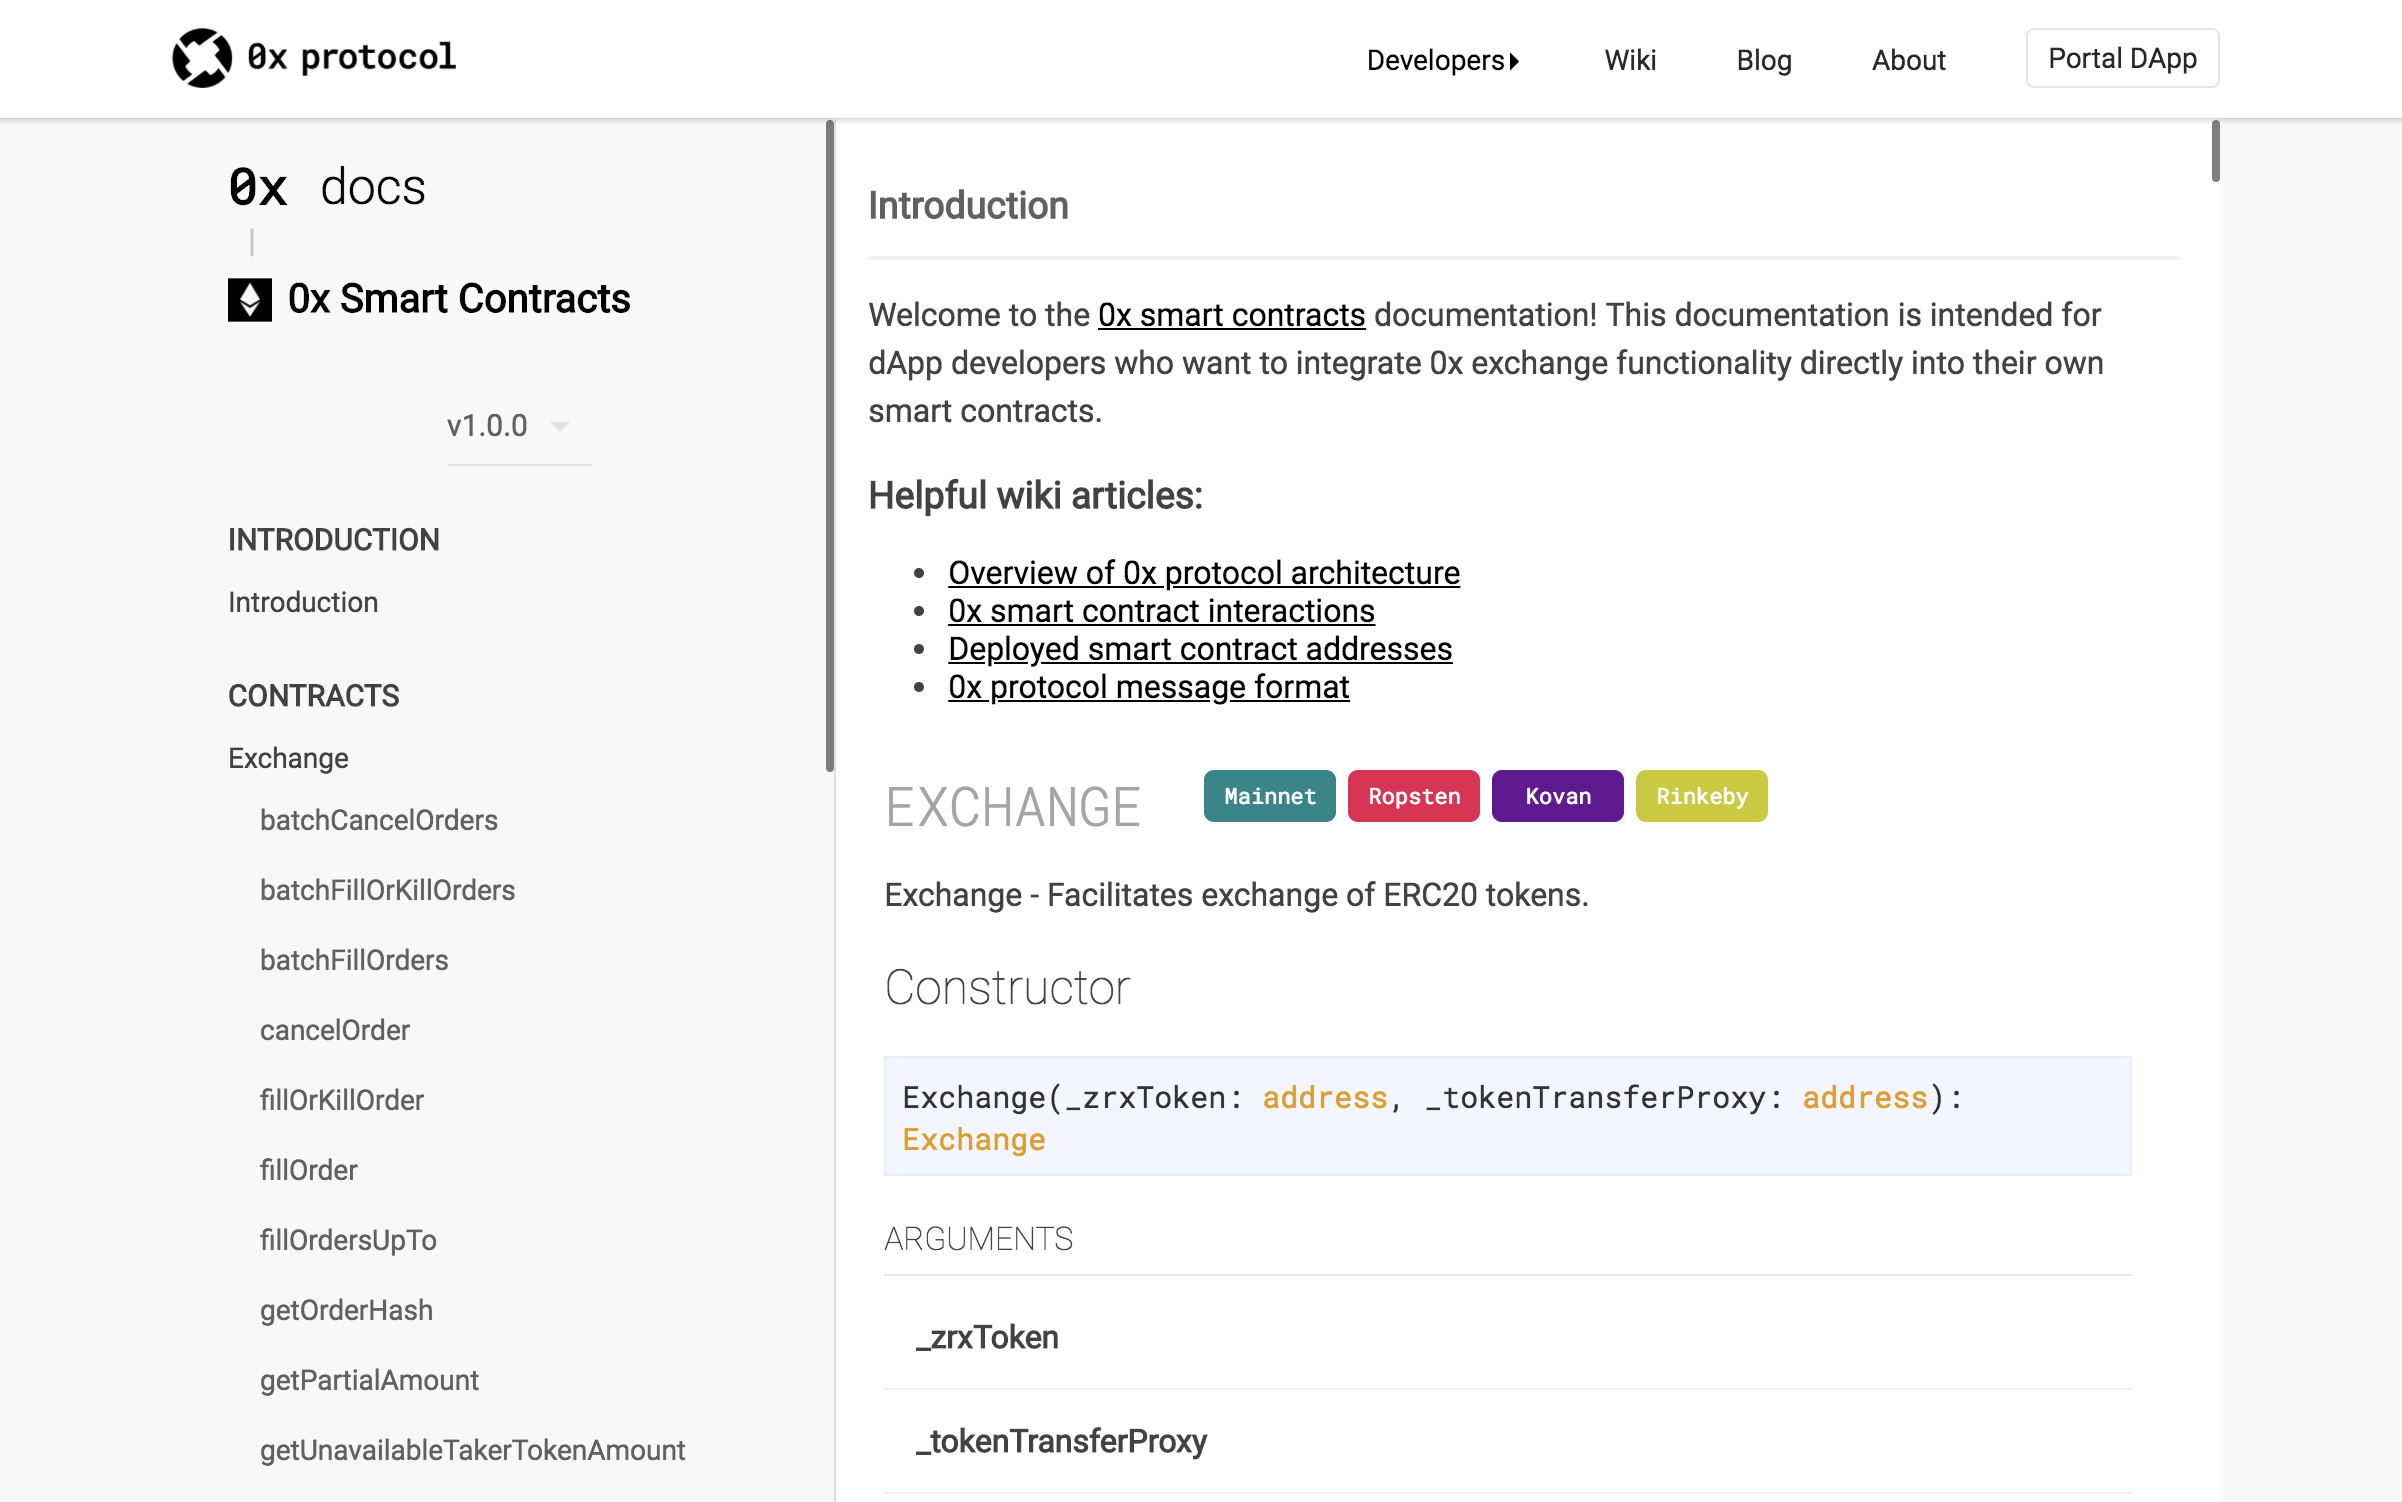 0x protocol
Developers
Wiki
Blog
About
Portal DApp
0x docs
0x Smart Contracts
v1.0.0
INTRODUCTION
Introduction
CONTRACTS
Exchange
batchCancelOrders
batchFillOrKillOrders
batchFillOrders
cancelOrder
fillOrKillOrder
fillOrder
fillOrdersUpTo
getOrderHash
getPartialAmount
getUnavailableTakerTokenAmount
Introduction
Welcome to the 0x smart contracts documentation! This documentation is intended for
dApp developers who want to integrate 0x exchange functionality directly into their own
smart contracts.
Helpful wiki articles:
Overview of 0x protocol architecture
0x smart contract interactions
Deployed smart contract addresses
0x protocol message format
EXCHANGE
Mainnet
Ropsten
Kovan
Rinkeby
Exchange - Facilitates exchange of ERC20 tokens.
Constructor
Exchange(_zrxToken: address, _tokenTransferProxy: address):
Exchange
ARGUMENTS
_zrxToken
_tokenTransferProxy